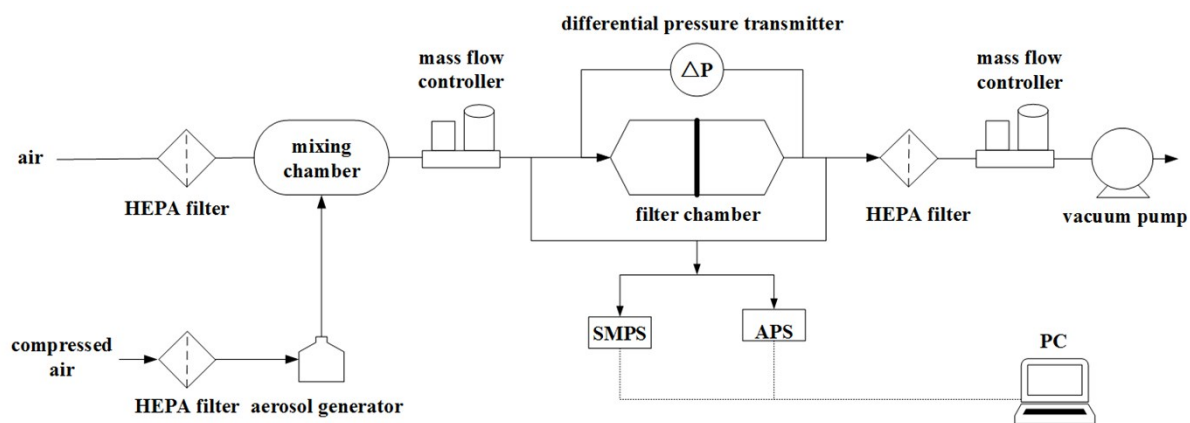 differential pressure transmitter
mass flow
controller
△P
mass flow
controller
air
mixing
chamber
HEPA filter
filter chamber
HEPA filter
vacuum pump
compressed
air
SMPS
APS
PC
HEPA filter
aerosol generator